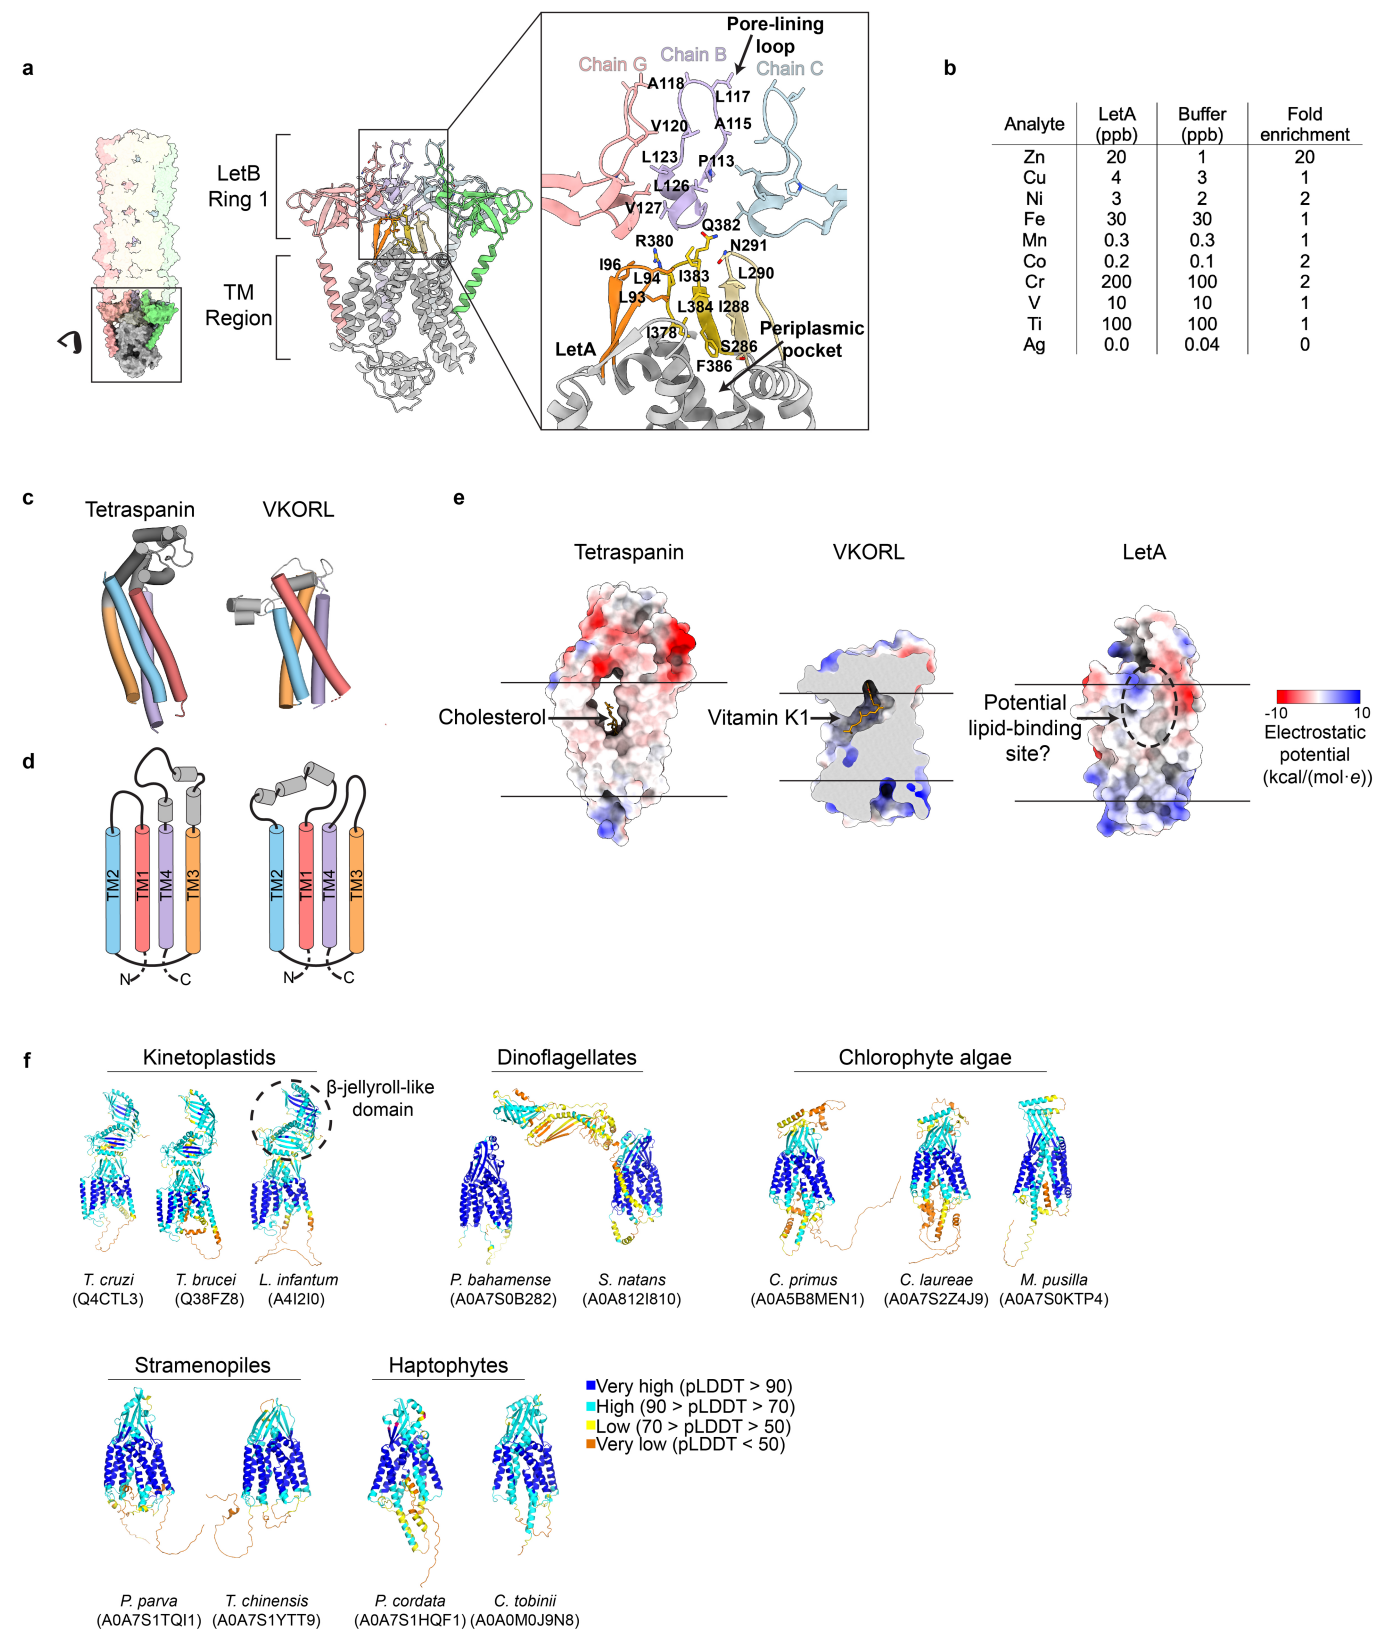 a
LetB
Ring 1
TM
Region
Pore-lining
loop
Chain G
Chain B
Chain C
A118
L117
V120
A115
L123
P113
L126
V127
Q382
R380
N291
I96
L94
I383
L290
L93
L384
I288
I378
Periplasmic
pocket
LetA
S286
F386
b
Analyte LetA (ppb) Buffer (ppb) Fold enrichment
Zn 20 1 20
Cu 4 3 1
Ni 3 2 2
Fe 30 30 1
Mn 0.3 0.3 1
Co 0.2 0.1 2
Cr 200 100 2
V 10 10 1
Ti 100 100 1
Ag 0.0 0.04 0
c
Tetraspanin
VKORL
d
TM2 TM1 TM4 TM3
N C
TM2 TM1 TM4 TM3
N C
e
Tetraspanin
VKORL
LetA
Cholesterol
Vitamin K1
Potential
lipid-binding
site?
-10 10
Electrostatic
potential
(kcal/(mol·e))
f
Kinetoplastids
β-jellyroll-like
domain
T. cruzi
(Q4CTL3)
T. brucei
(Q38FZ8)
L. infantum
(A4I2I0)
Dinoflagellates
P. bahamense
(A0A7S0B282)
S. natans
(A0A812I810)
Chlorophyte algae
C. primus
(A0A5B8MEN1)
C. laureae
(A0A7S2Z4J9)
M. pusilla
(A0A7S0KTP4)
Stramenopiles
P. parva
(A0A7S1TQI1)
T. chinensis
(A0A7S1YTT9)
Haptophytes
P. cordata
(A0A7S1HQF1)
C. tobinii
(A0A0M0J9N8)
Very high (pLDDT > 90)
High (90 > pLDDT > 70)
Low (70 > pLDDT > 50)
Very low (pLDDT < 50)